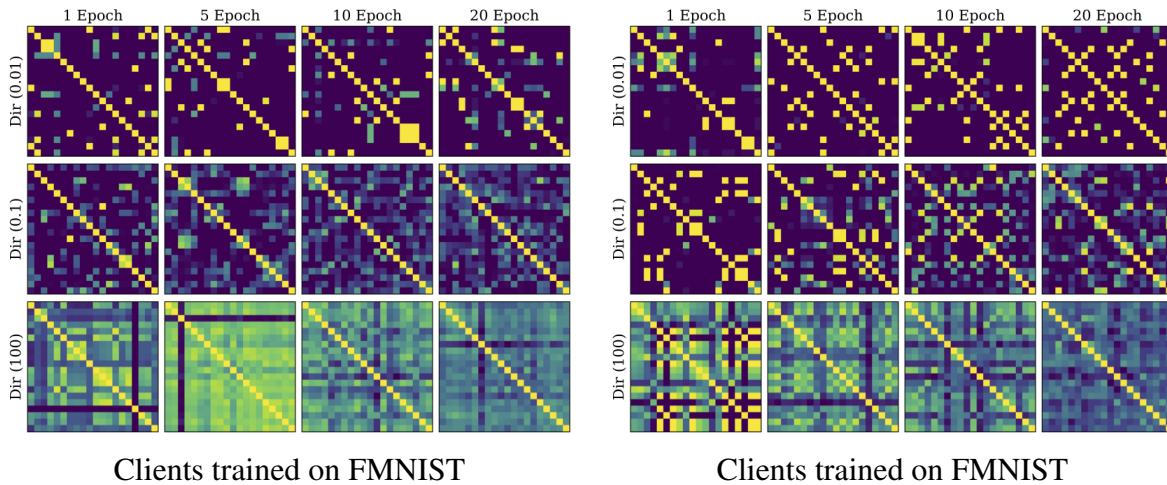 1 Epoch 5 Epoch 10 Epoch 20 Epoch
Dir (0.01)
Dir (0.1)
Dir (100)
Clients trained on FMNIST
1 Epoch 5 Epoch 10 Epoch 20 Epoch
Dir (0.01)
Dir (0.1)
Dir (100)
Clients trained on FMNIST